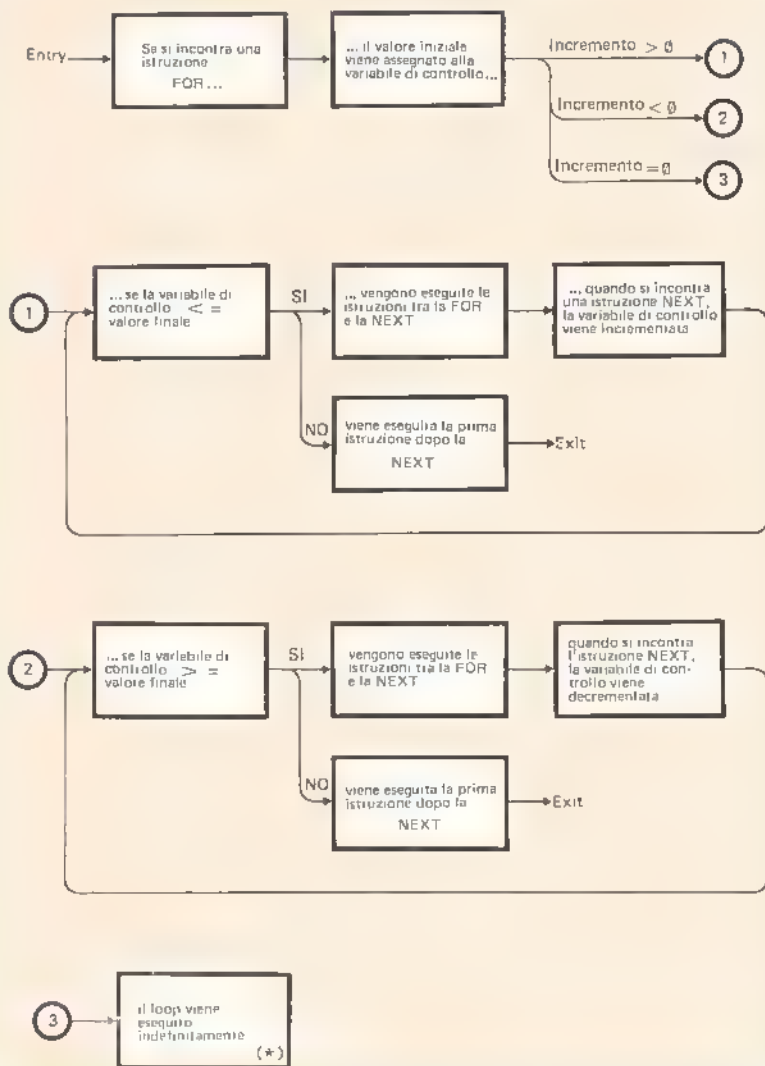 Entry
Se si incontra una
istruzione
FOR...
... il valore iniziale
viene assegnato alla
variabile di controllo...
Incremento > 0
1
Incremento < 0
2
Incremento = 0
3
1
... se la variabile di
controllo < =
valore finale
SI
... vengono eseguite le
istruzioni tra la FOR
e la NEXT
... quando si incontra
una istruzione NEXT,
la variabile di controllo
viene incrementata
NO
viene eseguita la prima
istruzione dopo la
NEXT
Exit
2
... se la variabile di
controllo > =
valore finale
SI
vengono eseguite le
istruzioni tra la FOR
e la NEXT
quando si incontra
l'istruzione NEXT,
la variabile di con-
trollo viene
decrementata
NO
viene eseguita la prima
istruzione dopo la
NEXT
Exit
3
il loop viene
eseguito
indefinitamente
(*)